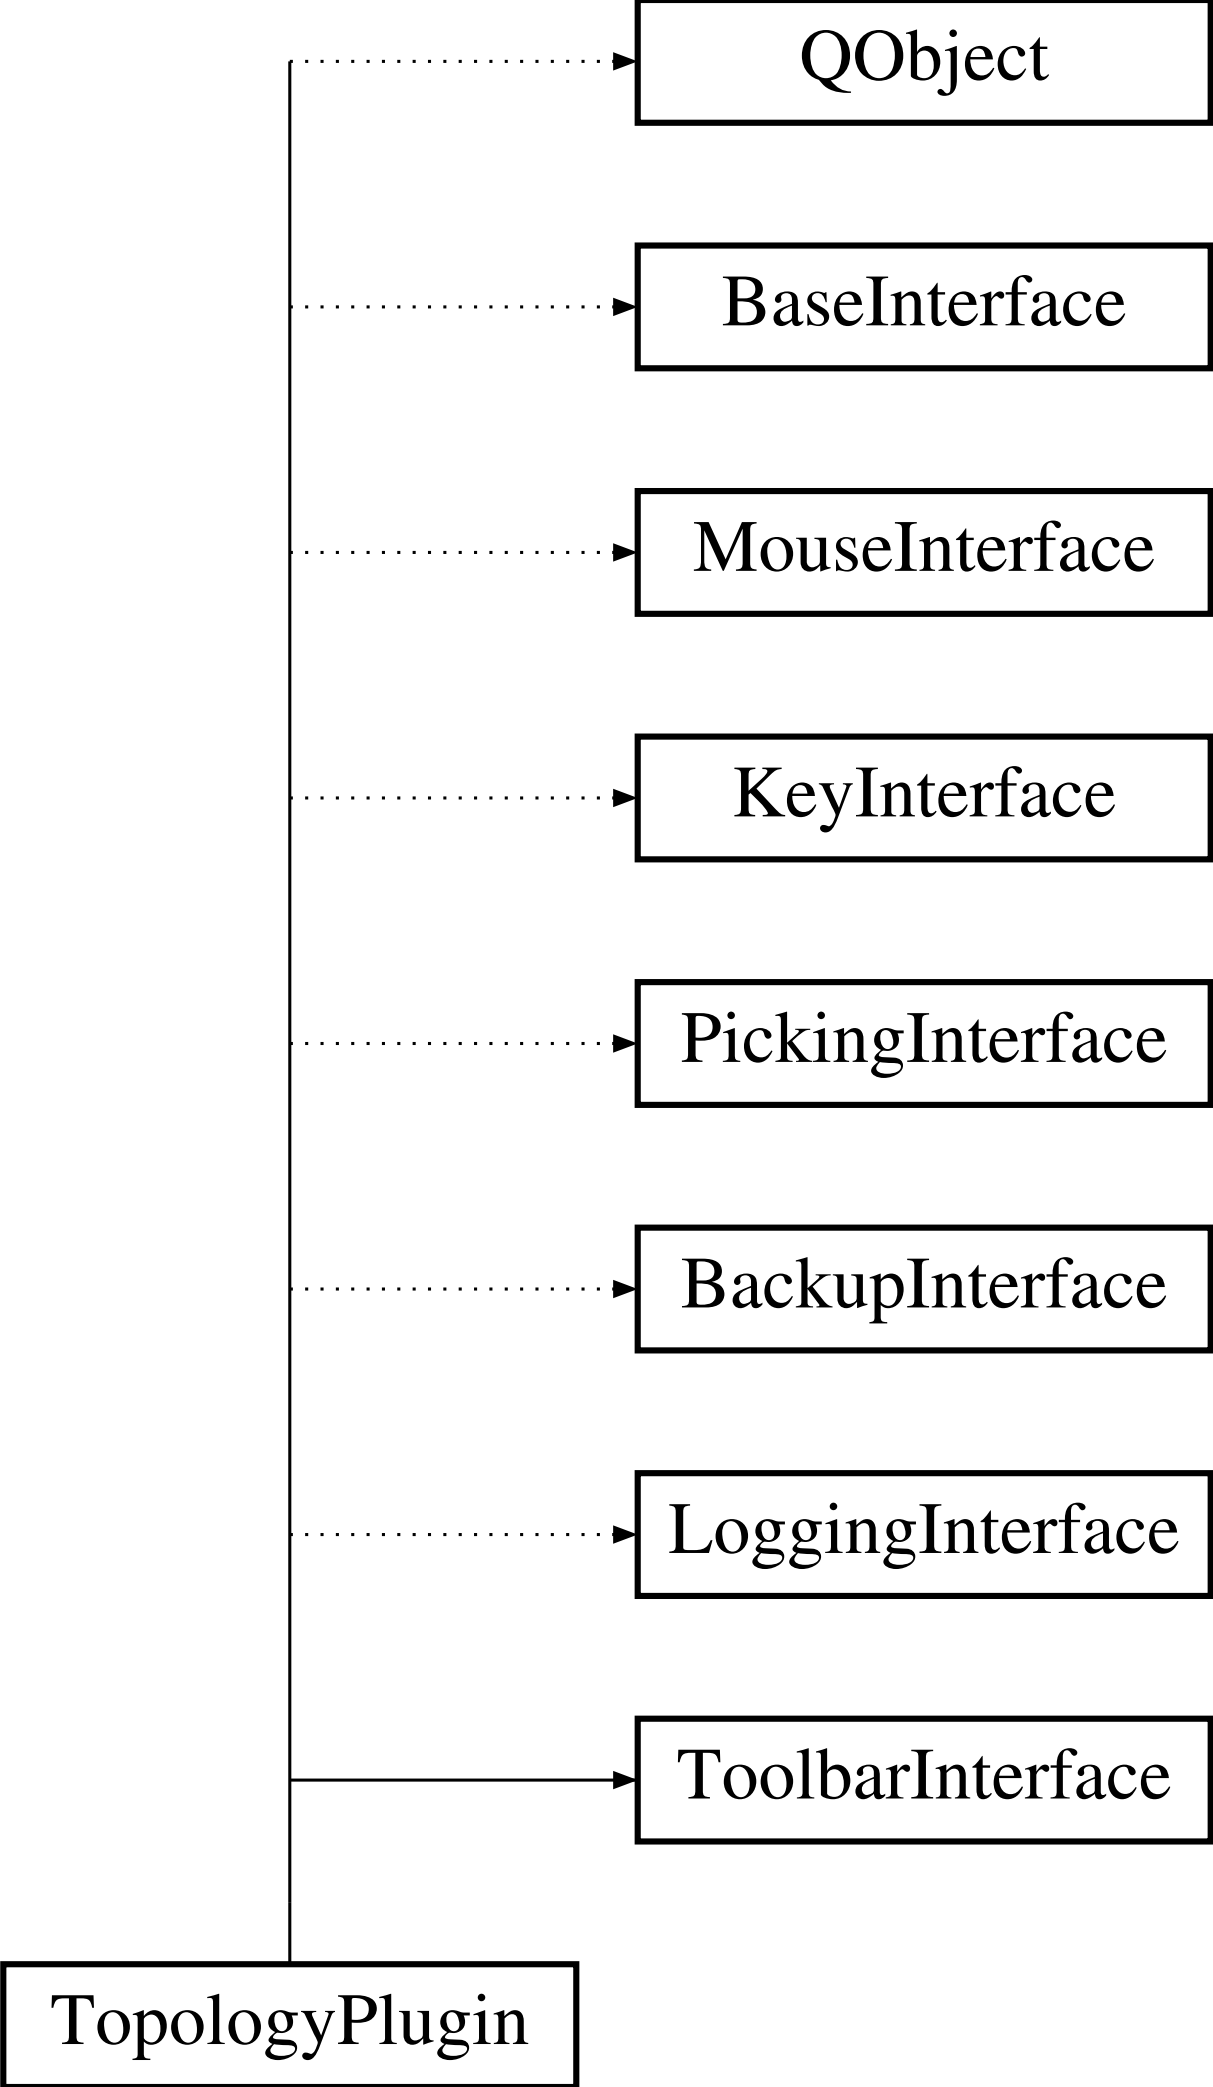 QObject
BaseInterface
MouseInterface
KeyInterface
PickingInterface
BackupInterface
LoggingInterface
ToolbarInterface
TopologyPlugin